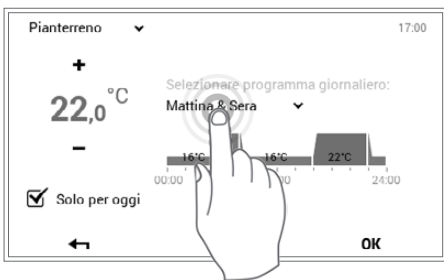 Pianterreno 17:00
+
22,0°C
−
Selezionare programma giornaliero:
Mattina & Sera
16°C 16°C 22°C
00:00 :00 24:00
Solo per oggi
OK